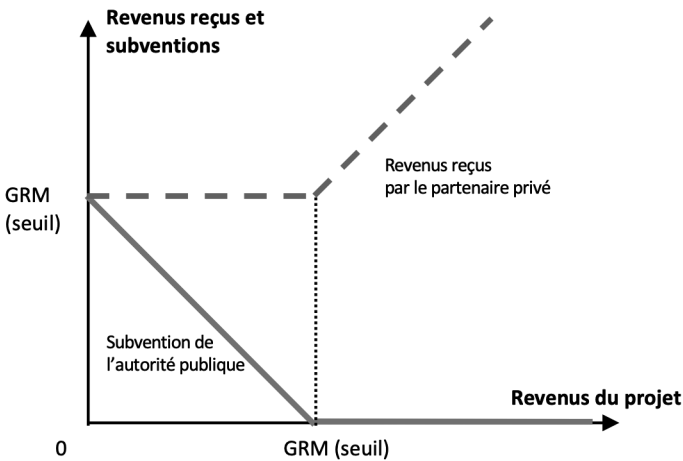 Revenus reçus et
subventions
Revenus reçus
par le partenaire privé
GRM
(seuil)
Subvention de
l’autorité publique
Revenus du projet
0
GRM (seuil)